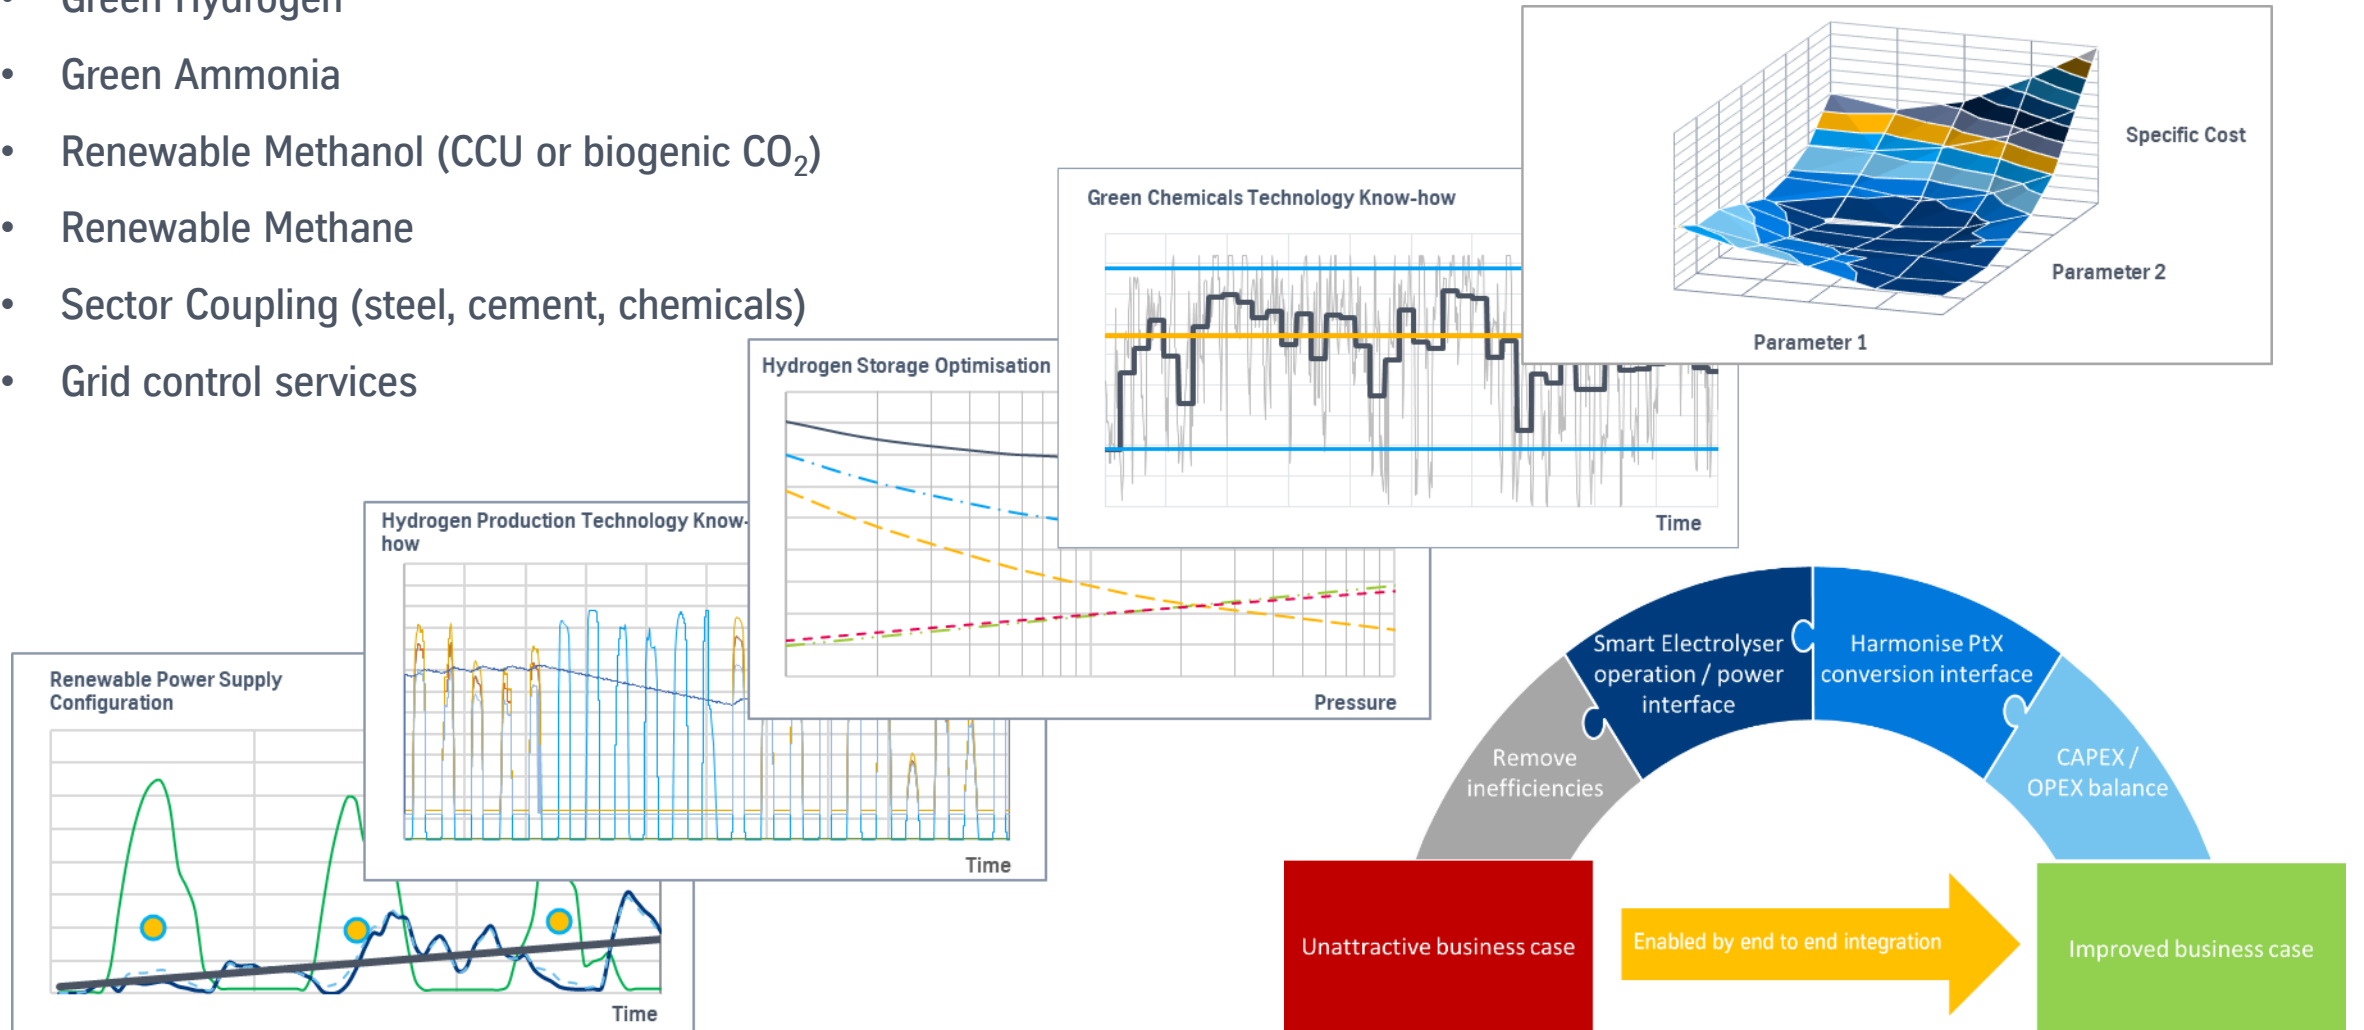 • Green Hydrogen
• Green Ammonia
• Renewable Methanol (CCU or biogenic CO₂)
• Renewable Methane
• Sector Coupling (steel, cement, chemicals)
• Grid control services
Renewable Power Supply
Configuration
Time
Hydrogen Production Technology Know-
how
Time
Hydrogen Storage Optimisation
Pressure
Green Chemicals Technology Know-how
Time
Specific Cost
Parameter 2
Parameter 1
Remove
inefficiencies
Smart Electrolyser
operation / power
interface
Harmonise PtX
conversion interface
CAPEX /
OPEX balance
Unattractive business case
Enabled by end to end integration
Improved business case